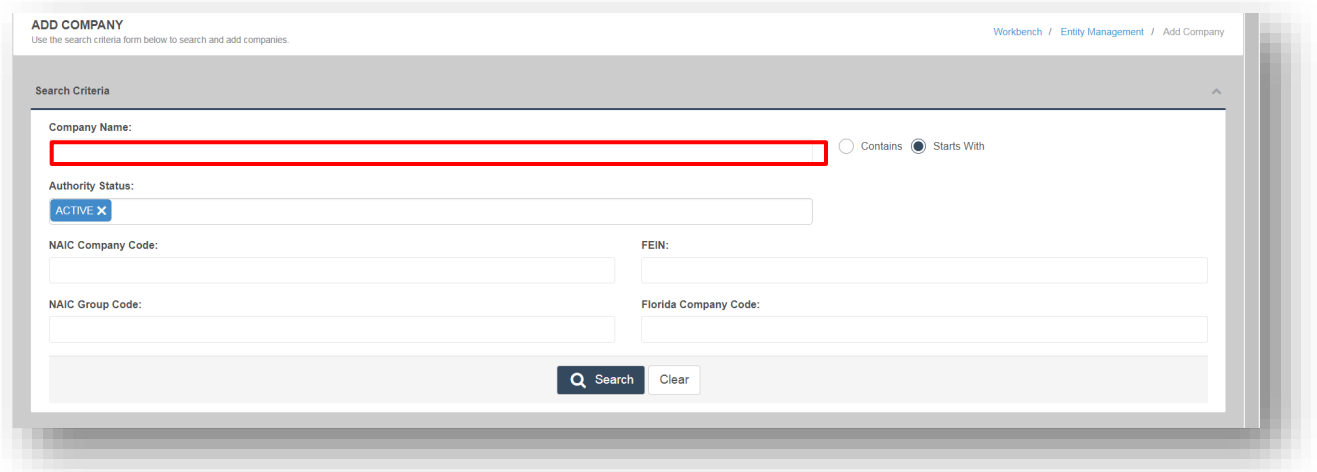 ADD COMPANY
Use the search criteria form below to search and add companies.
Workbench / Entity Management / Add Company
Search Criteria
Company Name:
Contains Starts With
Authority Status:
ACTIVE
NAIC Company Code: FEIN:
NAIC Group Code: Florida Company Code:
Search Clear